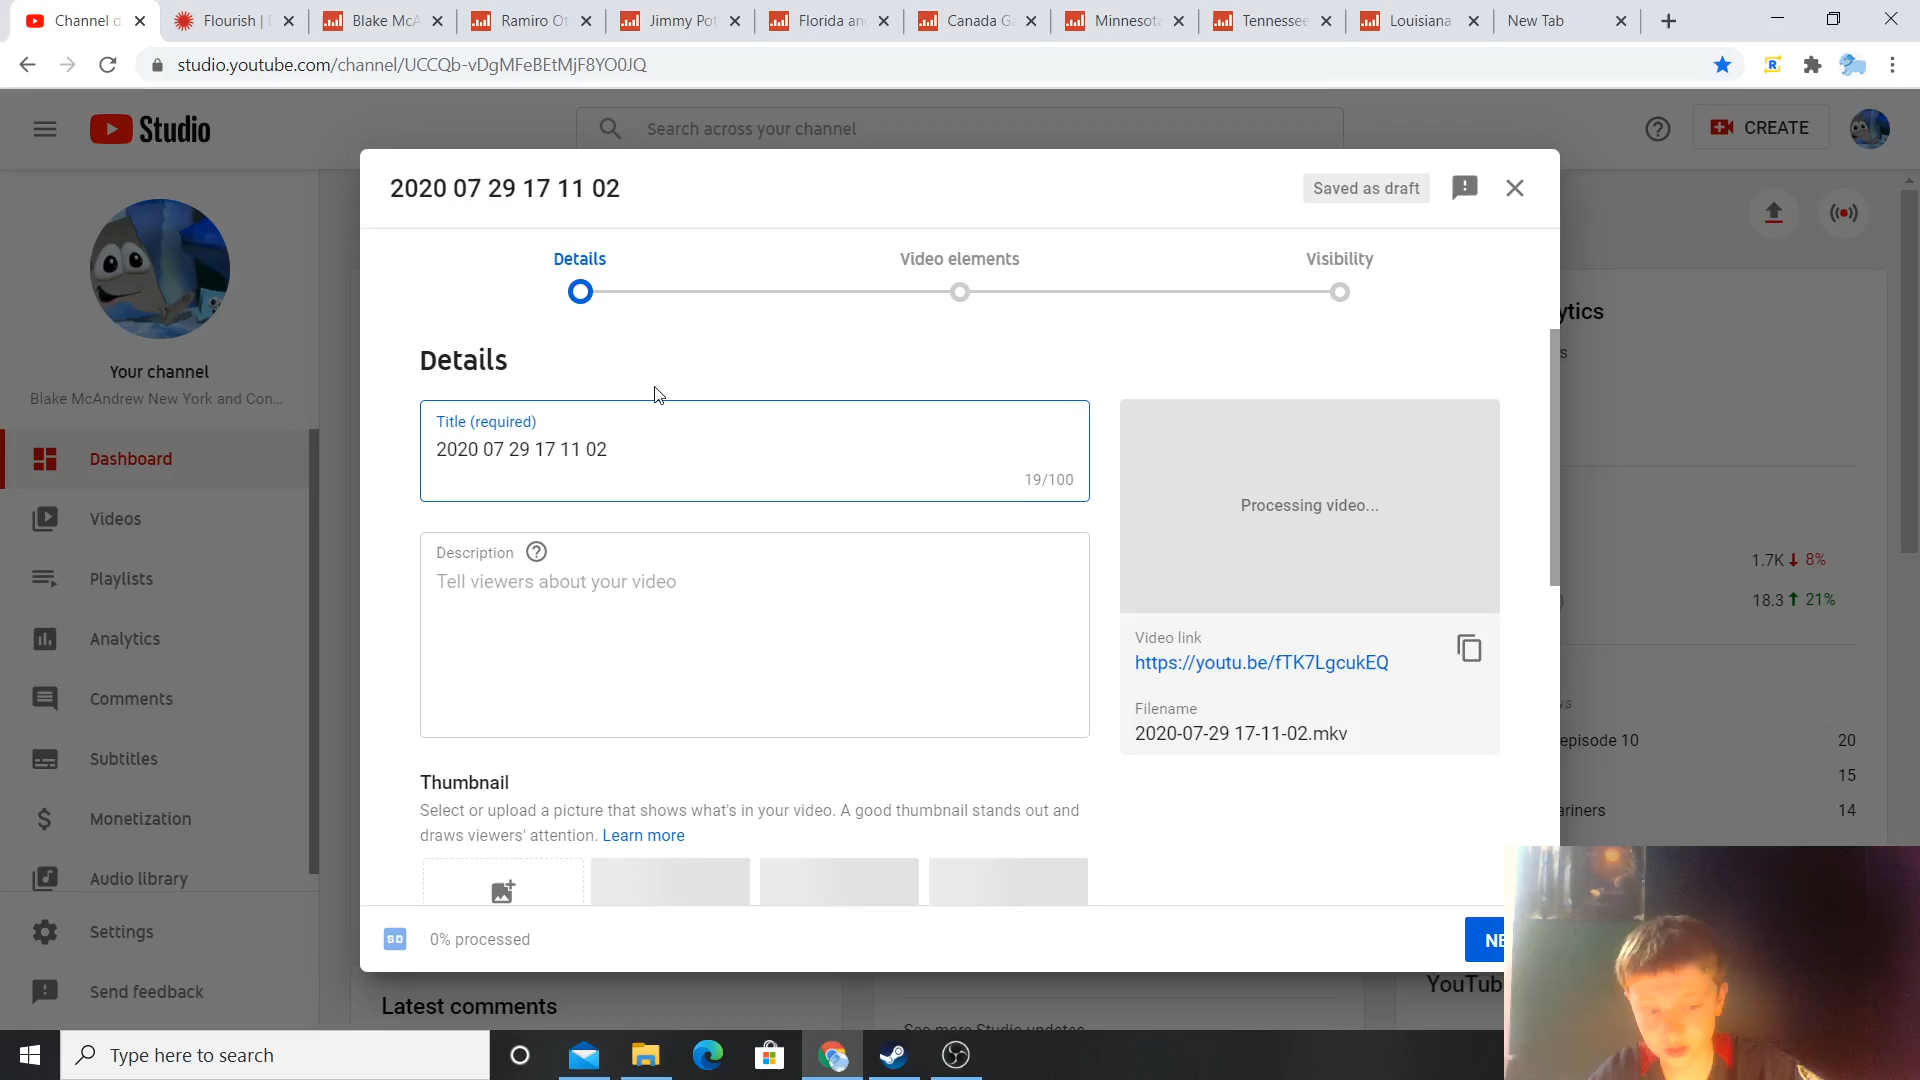 Channel d
Flourish | D
Blake McA
Ramiro Ot
Jimmy Pot
Florida an
Canada G
Minnesota
Tennessee
Louisiana
New Tab
studio.youtube.com/channel/UCCQb-vDgMFeBEtMjF8YO0JQ
Studio
Search across your channel
CREATE
2020 07 29 17 11 02
Saved as draft
Details
Video elements
Visibility
ytics
s
Your channel
Blake McAndrew New York and Con...
Details
Title (required)
2020 07 29 17 11 02
19/100
Processing video...
Dashboard
Videos
Playlists
Analytics
Comments
Subtitles
Monetization
Audio library
Settings
Send feedback
Description
Tell viewers about your video
1.7K 8%
18.3 21%
Video link
https://youtu.be/fTK7LgcukEQ
Filename
2020-07-29 17-11-02.mkv
episode 10
20
15
ariners
14
Thumbnail
Select or upload a picture that shows what's in your video. A good thumbnail stands out and
draws viewers' attention. Learn more
SD
0% processed
NE
Latest comments
See more Studio updates
YouTub
Type here to search